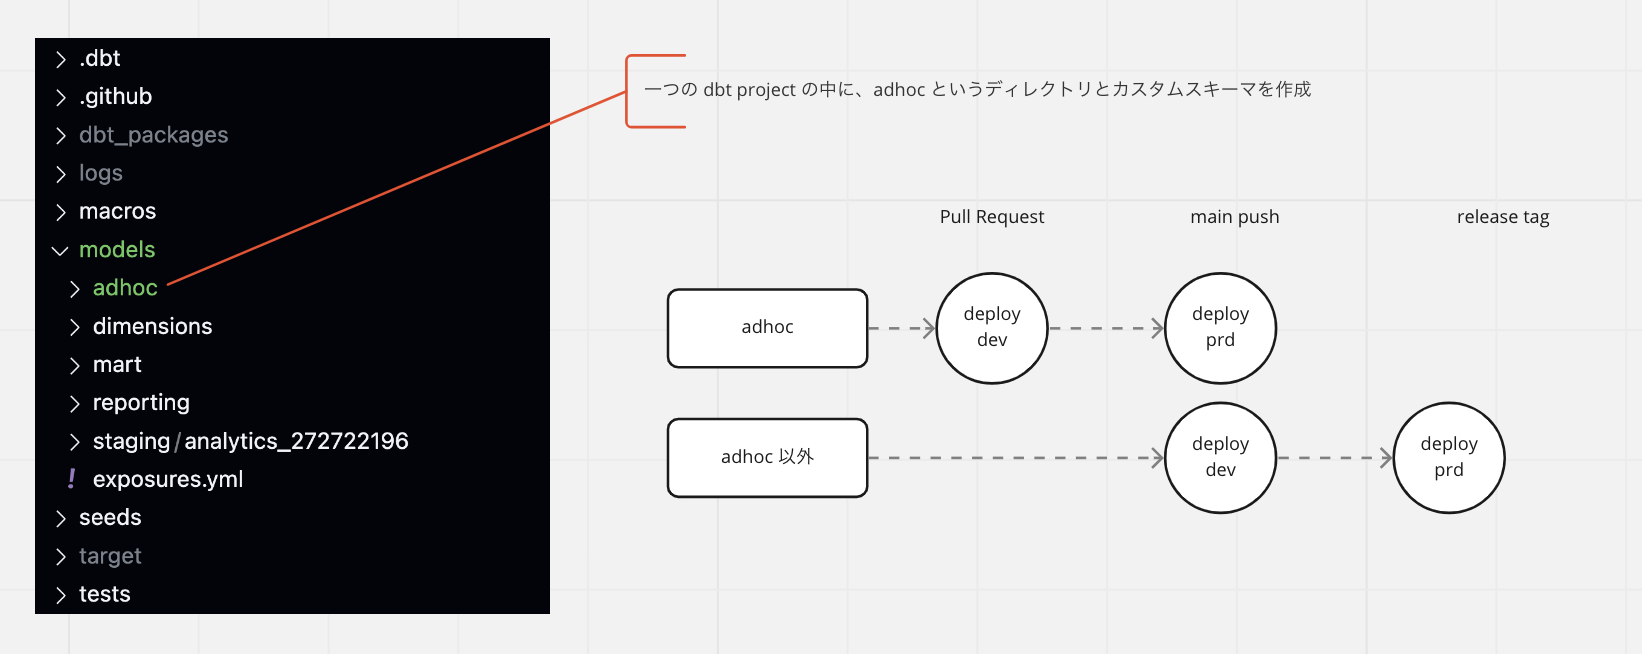 .dbt
.github
dbt_packages
logs
macros
models
adhoc
dimensions
mart
reporting
staging/analytics_272722196
! exposures.yml
seeds
target
tests
一つの dbt project の中に、adhoc というディレクトリとカスタムスキーマを作成
Pull Request
main push
release tag
adhoc
deploy
dev
deploy
prd
adhoc 以外
deploy
dev
deploy
prd